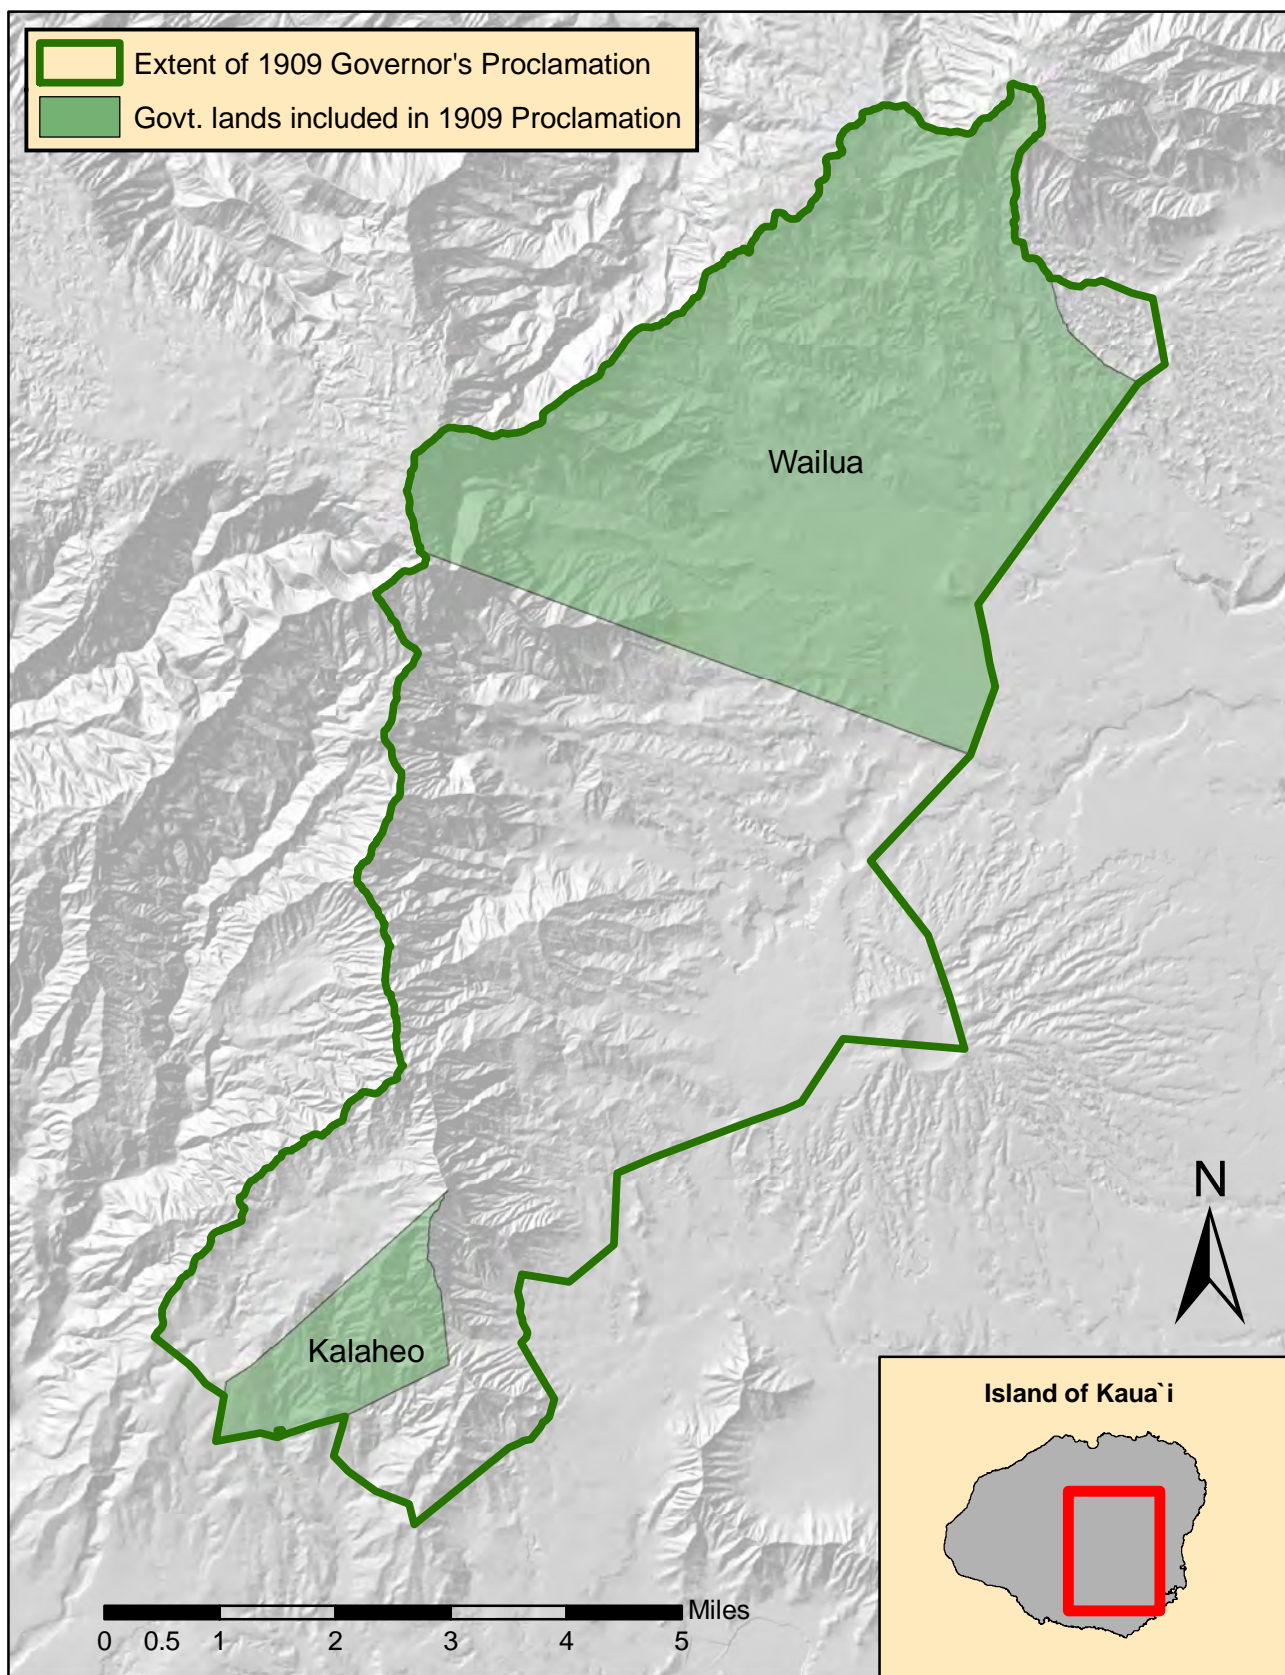 Extent of 1909 Governor's Proclamation
Govt. lands included in 1909 Proclamation
Wailua
N
Kalaheo
Island of Kaua`i
Miles
0 0.5 1 2 3 4 5